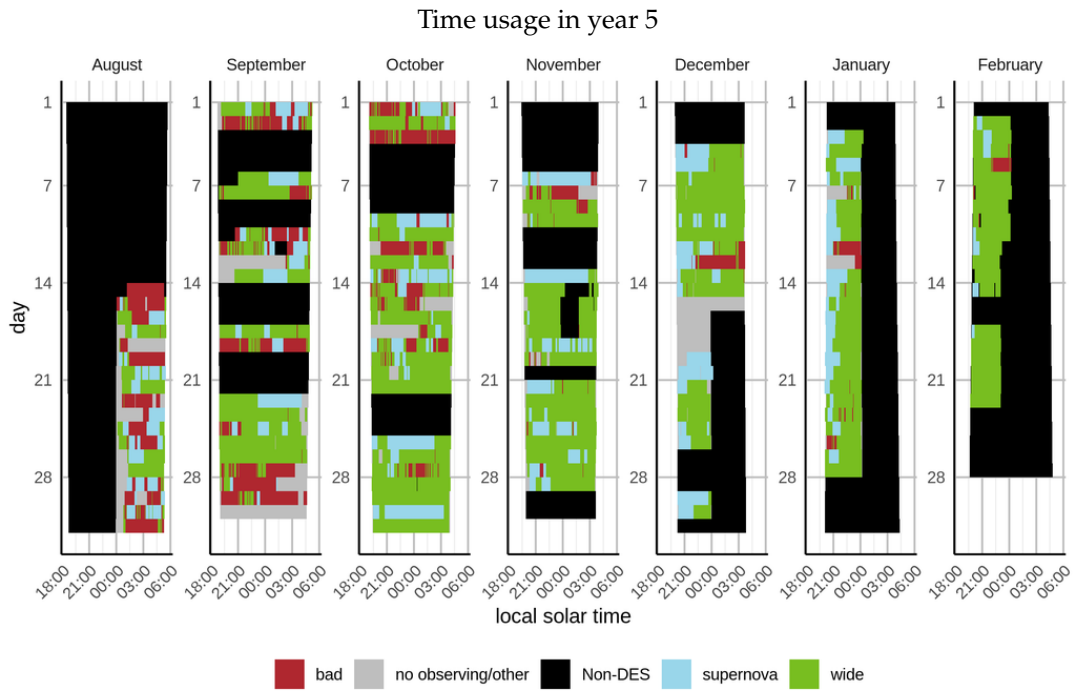 Time usage in year 5
August September October November December January February
1 1 1 1 1 1 1
7 7 7 7 7 7 7
14 14 14 14 14 14 14
day
21 21 21 21 21 21 21
28 28 28 28 28 28 28
18:00 21:00 00:00 03:00 06:00 18:00 21:00 00:00 03:00 06:00 18:00 21:00 00:00 03:00 06:00 18:00 21:00 00:00 03:00 06:00 18:00 21:00 00:00 03:00 06:00 18:00 21:00 00:00 03:00 06:00 18:00 21:00 00:00 03:00 06:00
local solar time
bad no observing/other Non-DES supernova wide